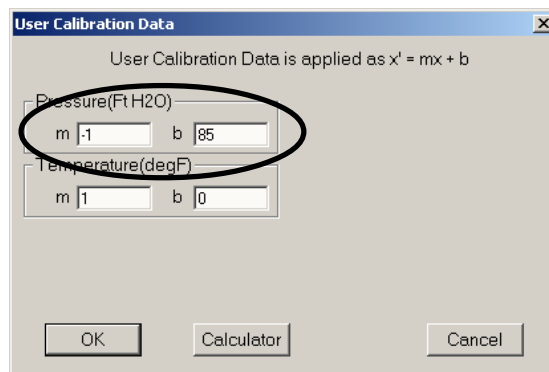 User Calibration Data
User Calibration Data is applied as x' = mx + b
Pressure(Ft H2O)
m -1 b 85
Temperature(degF)
m 1 b 0
OK Calculator Cancel